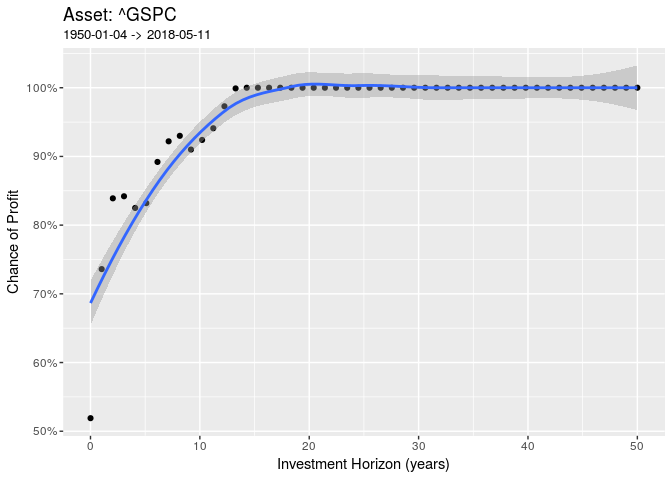 Asset: ^GSPC
1950-01-04 -> 2018-05-11
100%
90%
80%
70%
60%
50%
Chance of Profit
0 10 20 30 40 50
Investment Horizon (years)